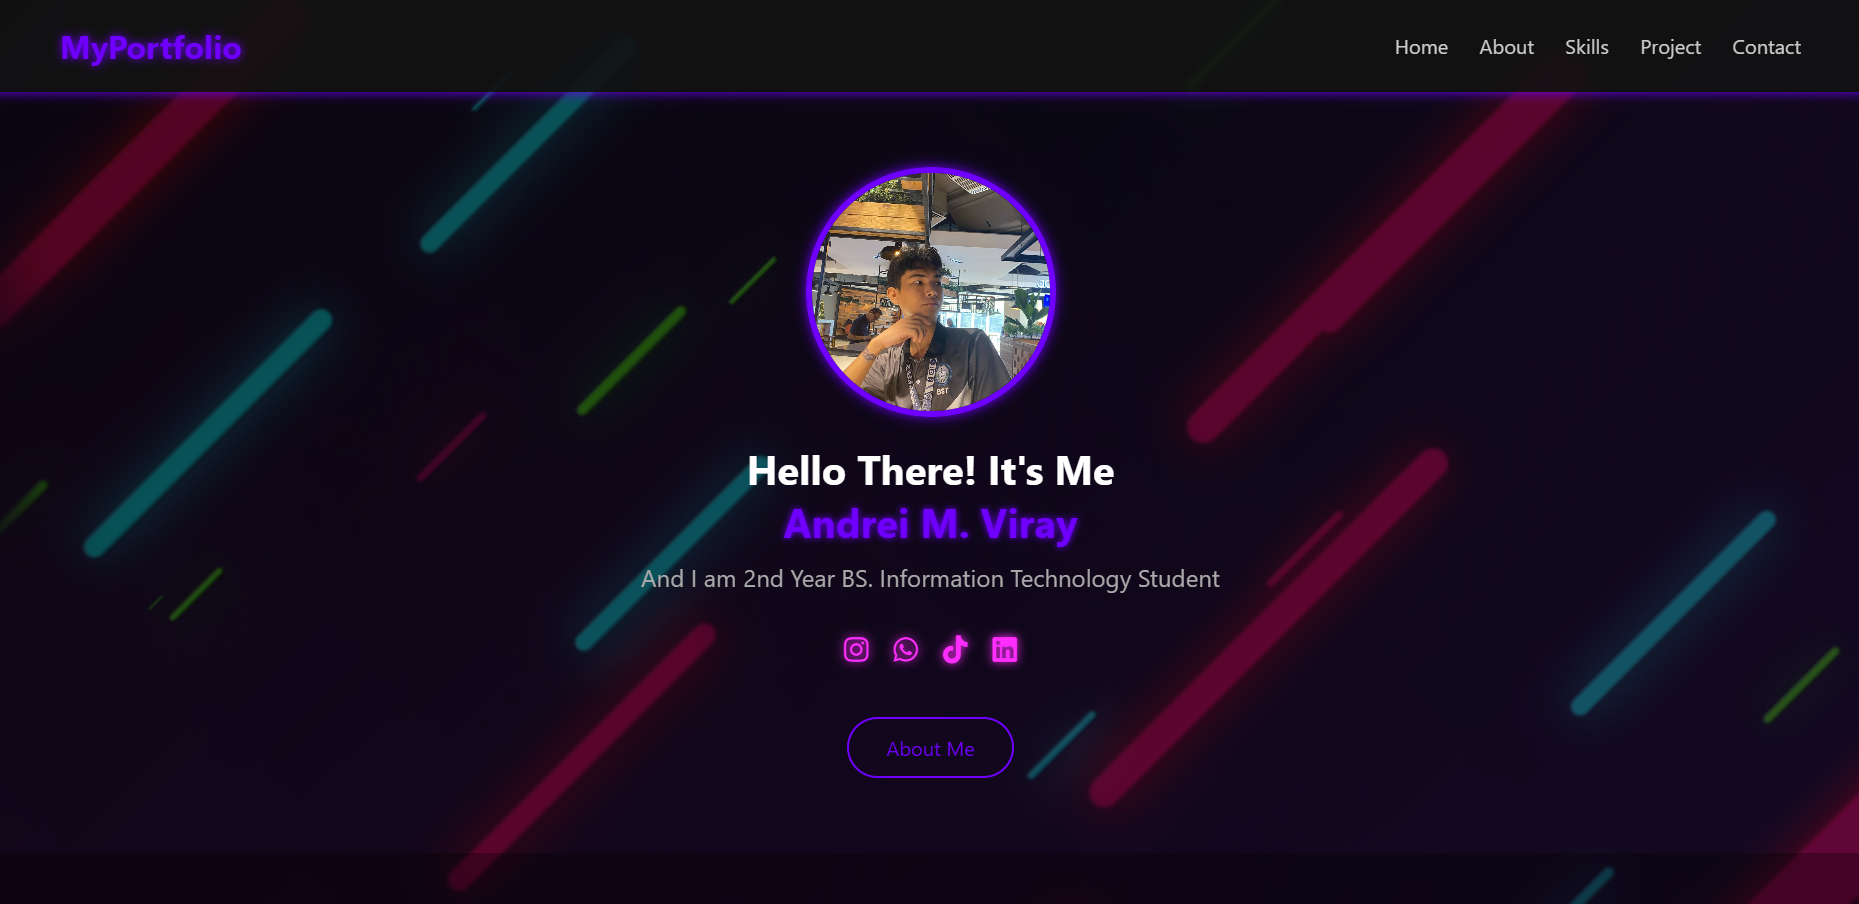 MyPortfolio
Home About Skills Project Contact
Hello There! It's Me
Andrei M. Viray
And I am 2nd Year BS. Information Technology Student
About Me